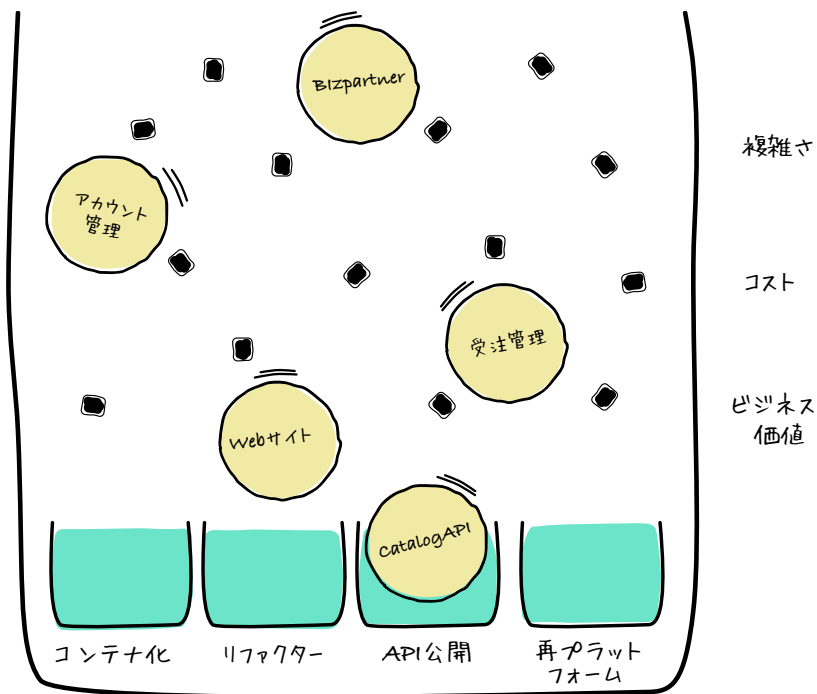 BIzpartner
複雑さ
アカウント
管理
コスト
受注管理
ビジネス
価値
Webサイト
CatalogAPI
コンテナ化
リファクター
API公開
再プラット
フォーム